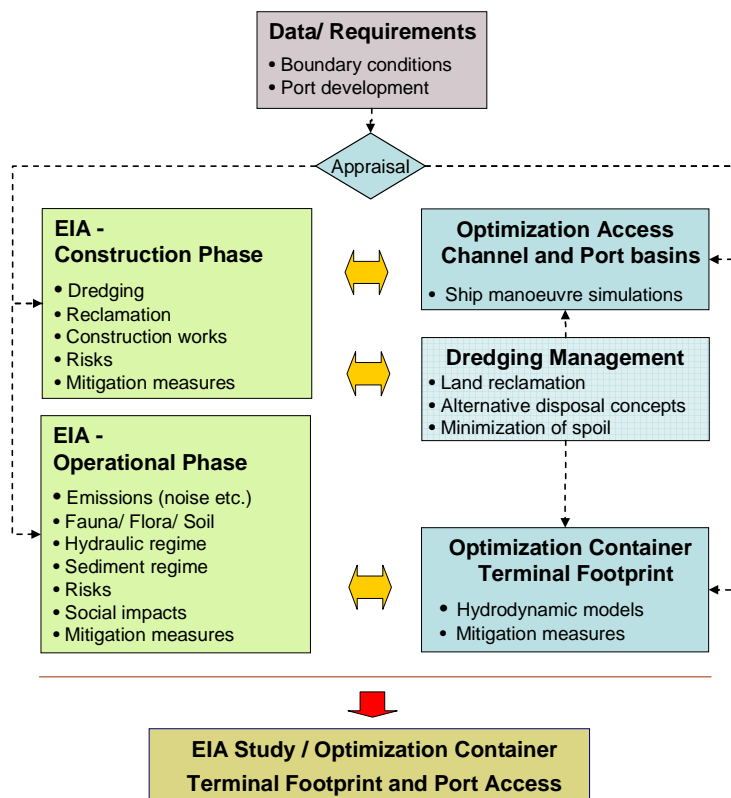 Data/ Requirements
• Boundary conditions
• Port development
Appraisal
EIA -
Construction Phase
• Dredging
• Reclamation
• Construction works
• Risks
• Mitigation measures
Optimization Access
Channel and Port basins
• Ship manoeuvre simulations
Dredging Management
• Land reclamation
• Alternative disposal concepts
• Minimization of spoil
EIA -
Operational Phase
• Emissions (noise etc.)
• Fauna/ Flora/ Soil
• Hydraulic regime
• Sediment regime
• Risks
• Social impacts
• Mitigation measures
Optimization Container
Terminal Footprint
• Hydrodynamic models
• Mitigation measures
EIA Study / Optimization Container
Terminal Footprint and Port Access